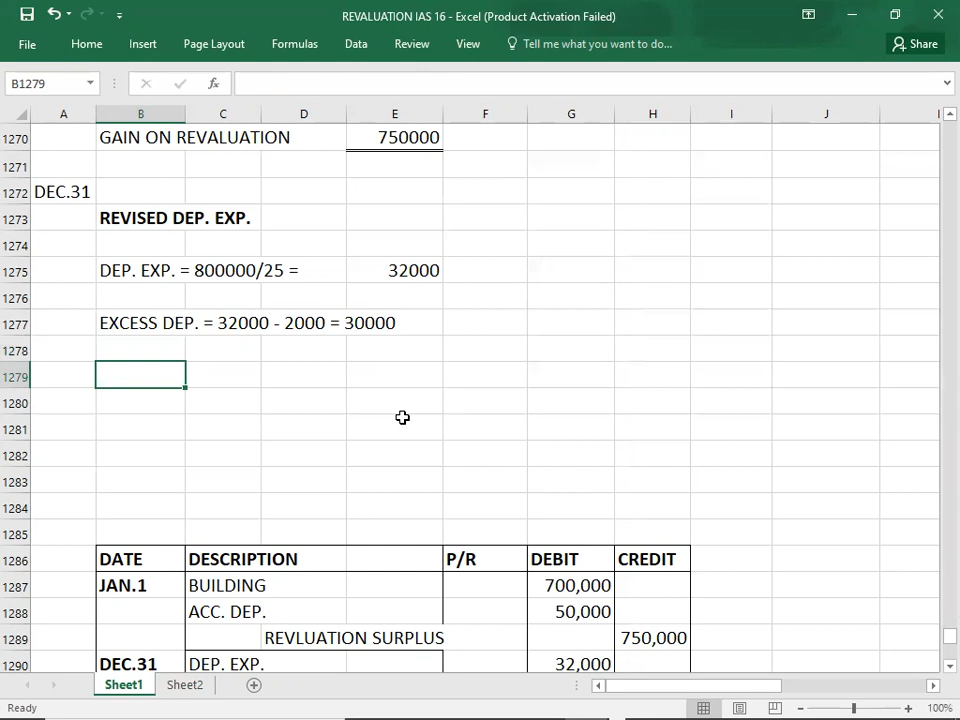 REVALUATION IAS 16 - Excel (Product Activation Failed)
File Home Insert Page Layout Formulas Data Review View Tell me what you want to do... Share
B1279 fx
A B C D E F G H I J
1270 GAIN ON REVALUATION 750000
1271
1272 DEC.31
1273 REVISED DEP. EXP.
1274
1275 DEP. EXP. = 800000/25 = 32000
1276
1277 EXCESS DEP. = 32000 - 2000 = 30000
1278
1279
1280
1281
1282
1283
1284
1285
1286 DATE DESCRIPTION P/R DEBIT CREDIT
1287 JAN.1 BUILDING 700,000
1288 ACC. DEP. 50,000
1289 REVLUATION SURPLUS 750,000
1290 DEC.31 DEP. EXP. 32,000
Sheet1 Sheet2
Ready 100%